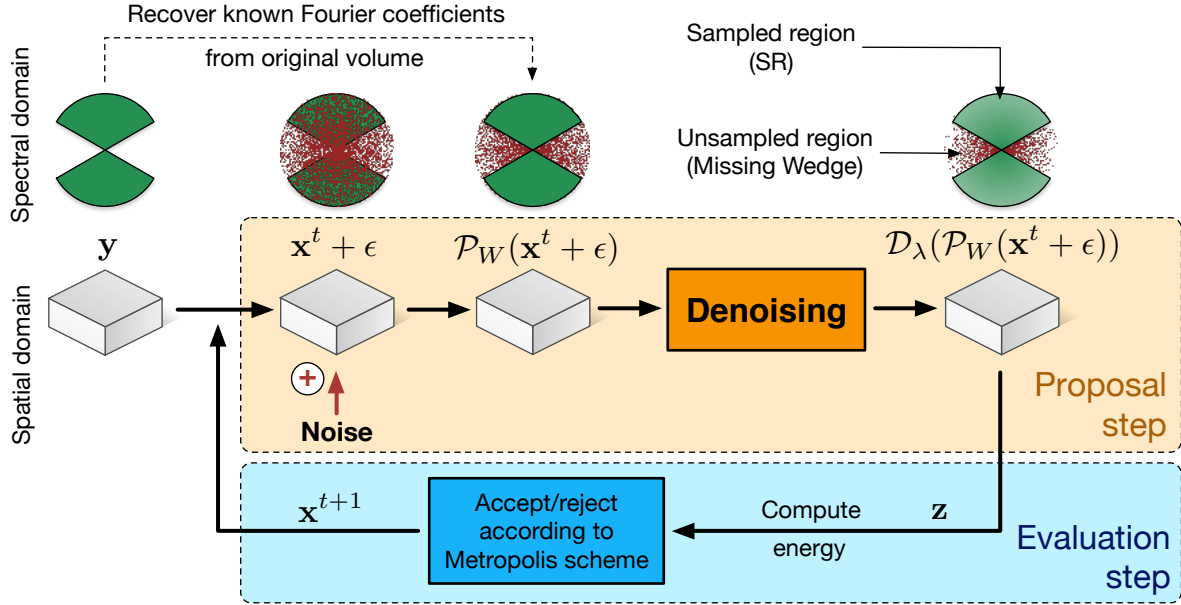 Recover known Fourier coefficients
from original volume
Sampled region
(SR)
Unsampled region
(Missing Wedge)
Spectral domain
Spatial domain
y
x^t + ϵ
P_W(x^t + ϵ)
D_λ(P_W(x^t + ϵ))
Denoising
+
Noise
Proposal
step
x^{t+1}
Accept/reject
according to
Metropolis scheme
Compute
energy
z
Evaluation
step